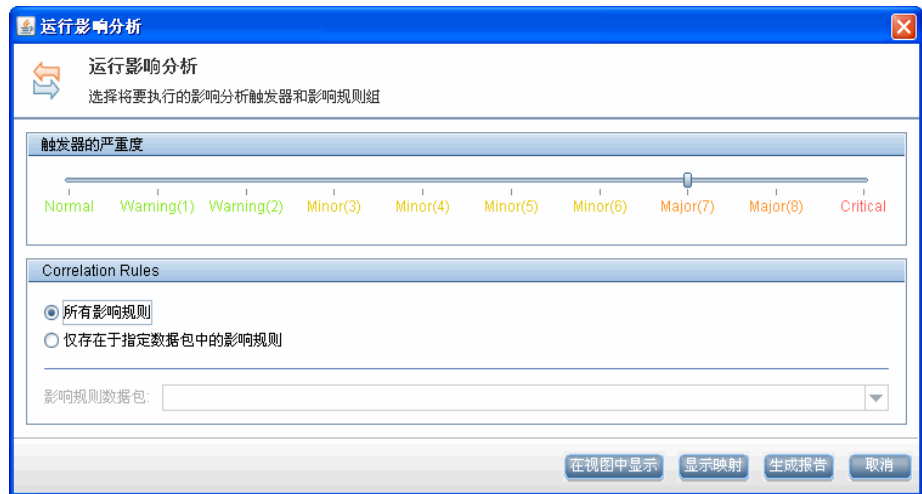 运行影响分析
运行影响分析
选择将要执行的影响分析触发器和影响规则组
触发器的严重度
Normal Warning(1) Warning(2) Minor(3) Minor(4) Minor(5) Minor(6) Major(7) Major(8) Critical
Correlation Rules
所有影响规则
仅存在于指定数据包中的影响规则
影响规则数据包:
在视图中显示 显示映射 生成报告 取消